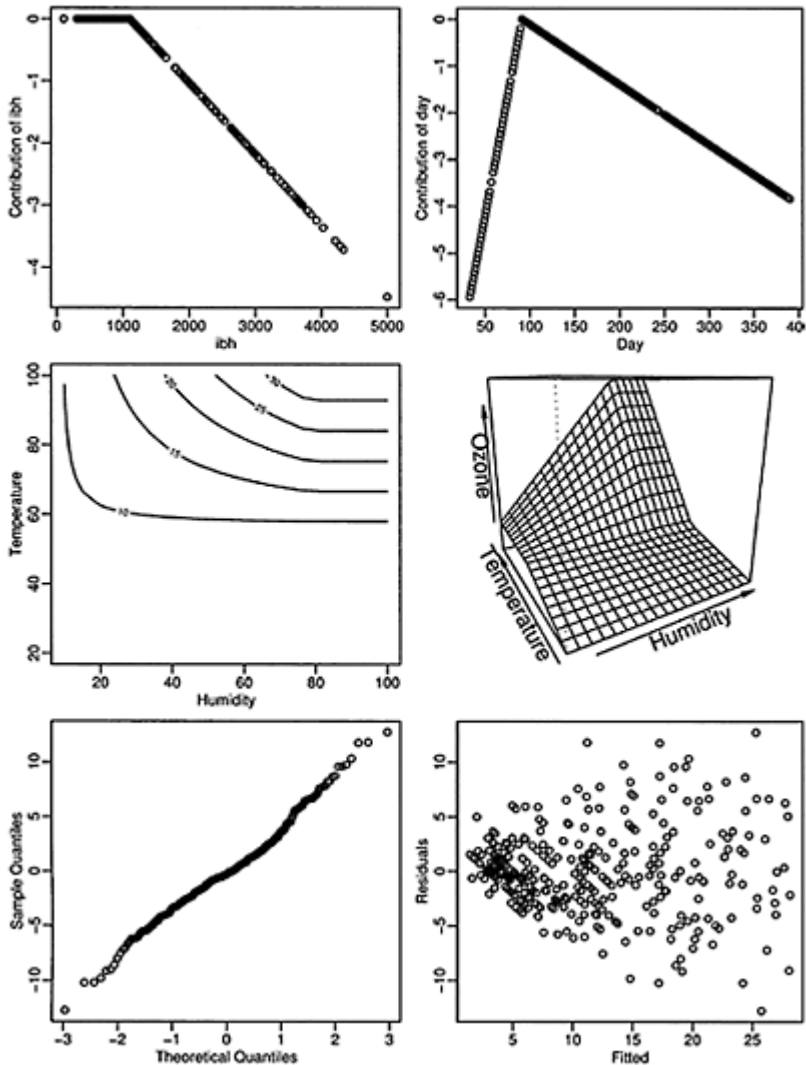 Contribution of ibh
0
-1
-2
-3
-4
0 1000 2000 3000 4000 5000
ibh
Contribution of day
0
-1
-2
-3
-4
-5
-6
50 100 150 200 250 300 350 400
Day
Temperature
100
80
60
40
20
10
15
20
25
30
20 40 60 80 100
Humidity
Ozone
Temperature
Humidity
Sample Quantiles
10
5
0
-5
-10
-3 -2 -1 0 1 2 3
Theoretical Quantiles
Residuals
10
5
0
-5
-10
5 10 15 20 25
Fitted